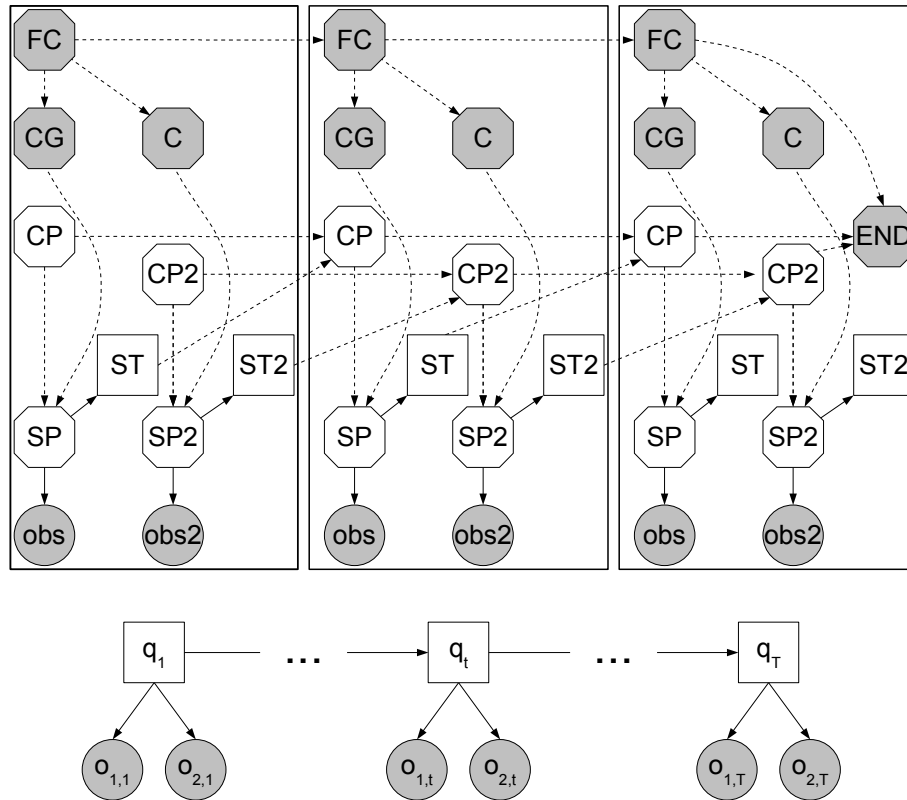 FC FC FC
CG C CG C CG C
CP CP CP END
CP2 CP2 CP2
ST ST2 ST ST2 ST ST2
SP SP2 SP SP2 SP SP2
obs obs2 obs obs2 obs obs2
q1 ... qt ... qT
o1,1 o2,1 o1,t o2,t o1,T o2,T